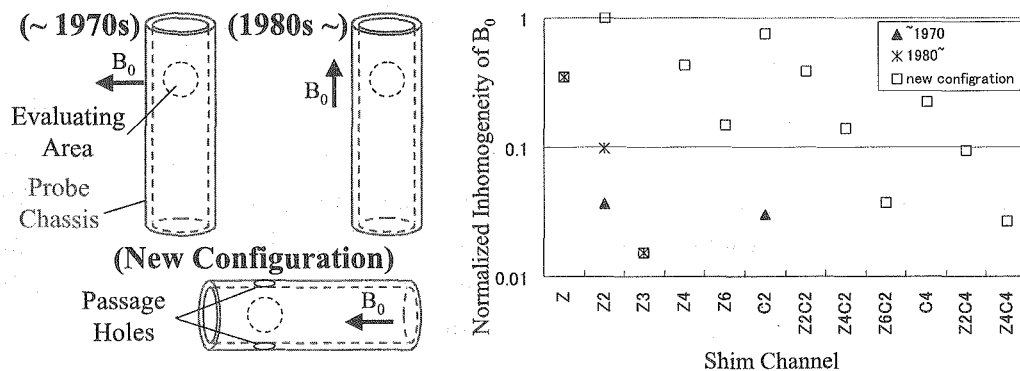 (~ 1970s) (1980s ~)
B₀
B₀
Evaluating
Area
Probe
Chassis
(New Configuration)
Passage
Holes
B₀
Normalized Inhomogeneity of B₀
1
0.1
0.01
~1970
1980~
new configration
Z
Z2
Z3
Z4
Z6
C2
Z2C2
Z4C2
Z6C2
C4
Z2C4
Z4C4
Shim Channel